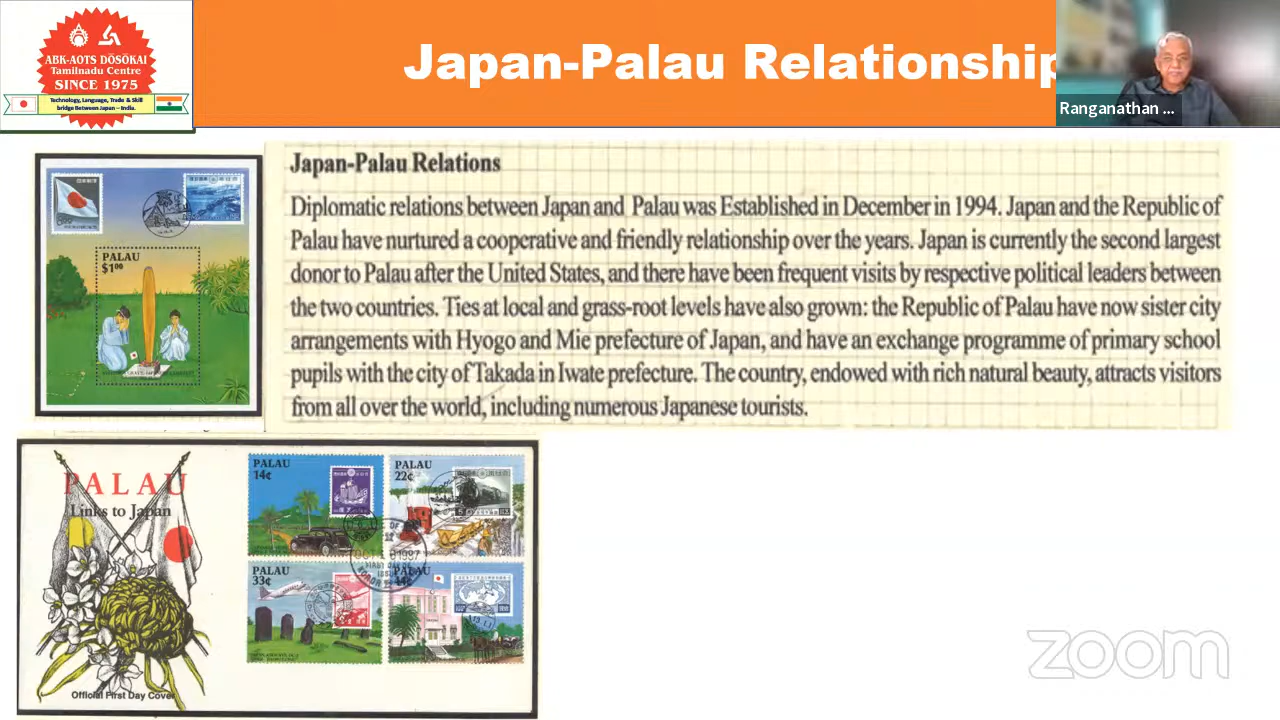 ABK-AOTS DŌSŌKAI
Tamilnadu Centre
SINCE 1975
Technology, Language, Trade & Skill
bridge Between Japan – India.
Japan-Palau Relationship
Ranganathan ...
Japan-Palau Relations
Diplomatic relations between Japan and Palau was Established in December in 1994. Japan and the Republic of
Palau have nurtured a cooperative and friendly relationship over the years. Japan is currently the second largest
donor to Palau after the United States, and there have been frequent visits by respective political leaders between
the two countries. Ties at local and grass-root levels have also grown: the Republic of Palau have now sister city
arrangements with Hyogo and Mie prefecture of Japan, and have an exchange programme of primary school
pupils with the city of Takada in Iwate prefecture. The country, endowed with rich natural beauty, attracts visitors
from all over the world, including numerous Japanese tourists.
PALAU
$1.00
PALAU
Links to Japan
Official First Day Cover
PALAU
14¢
PALAU
22¢
PALAU
33¢
44¢
OCT 1987
zoom